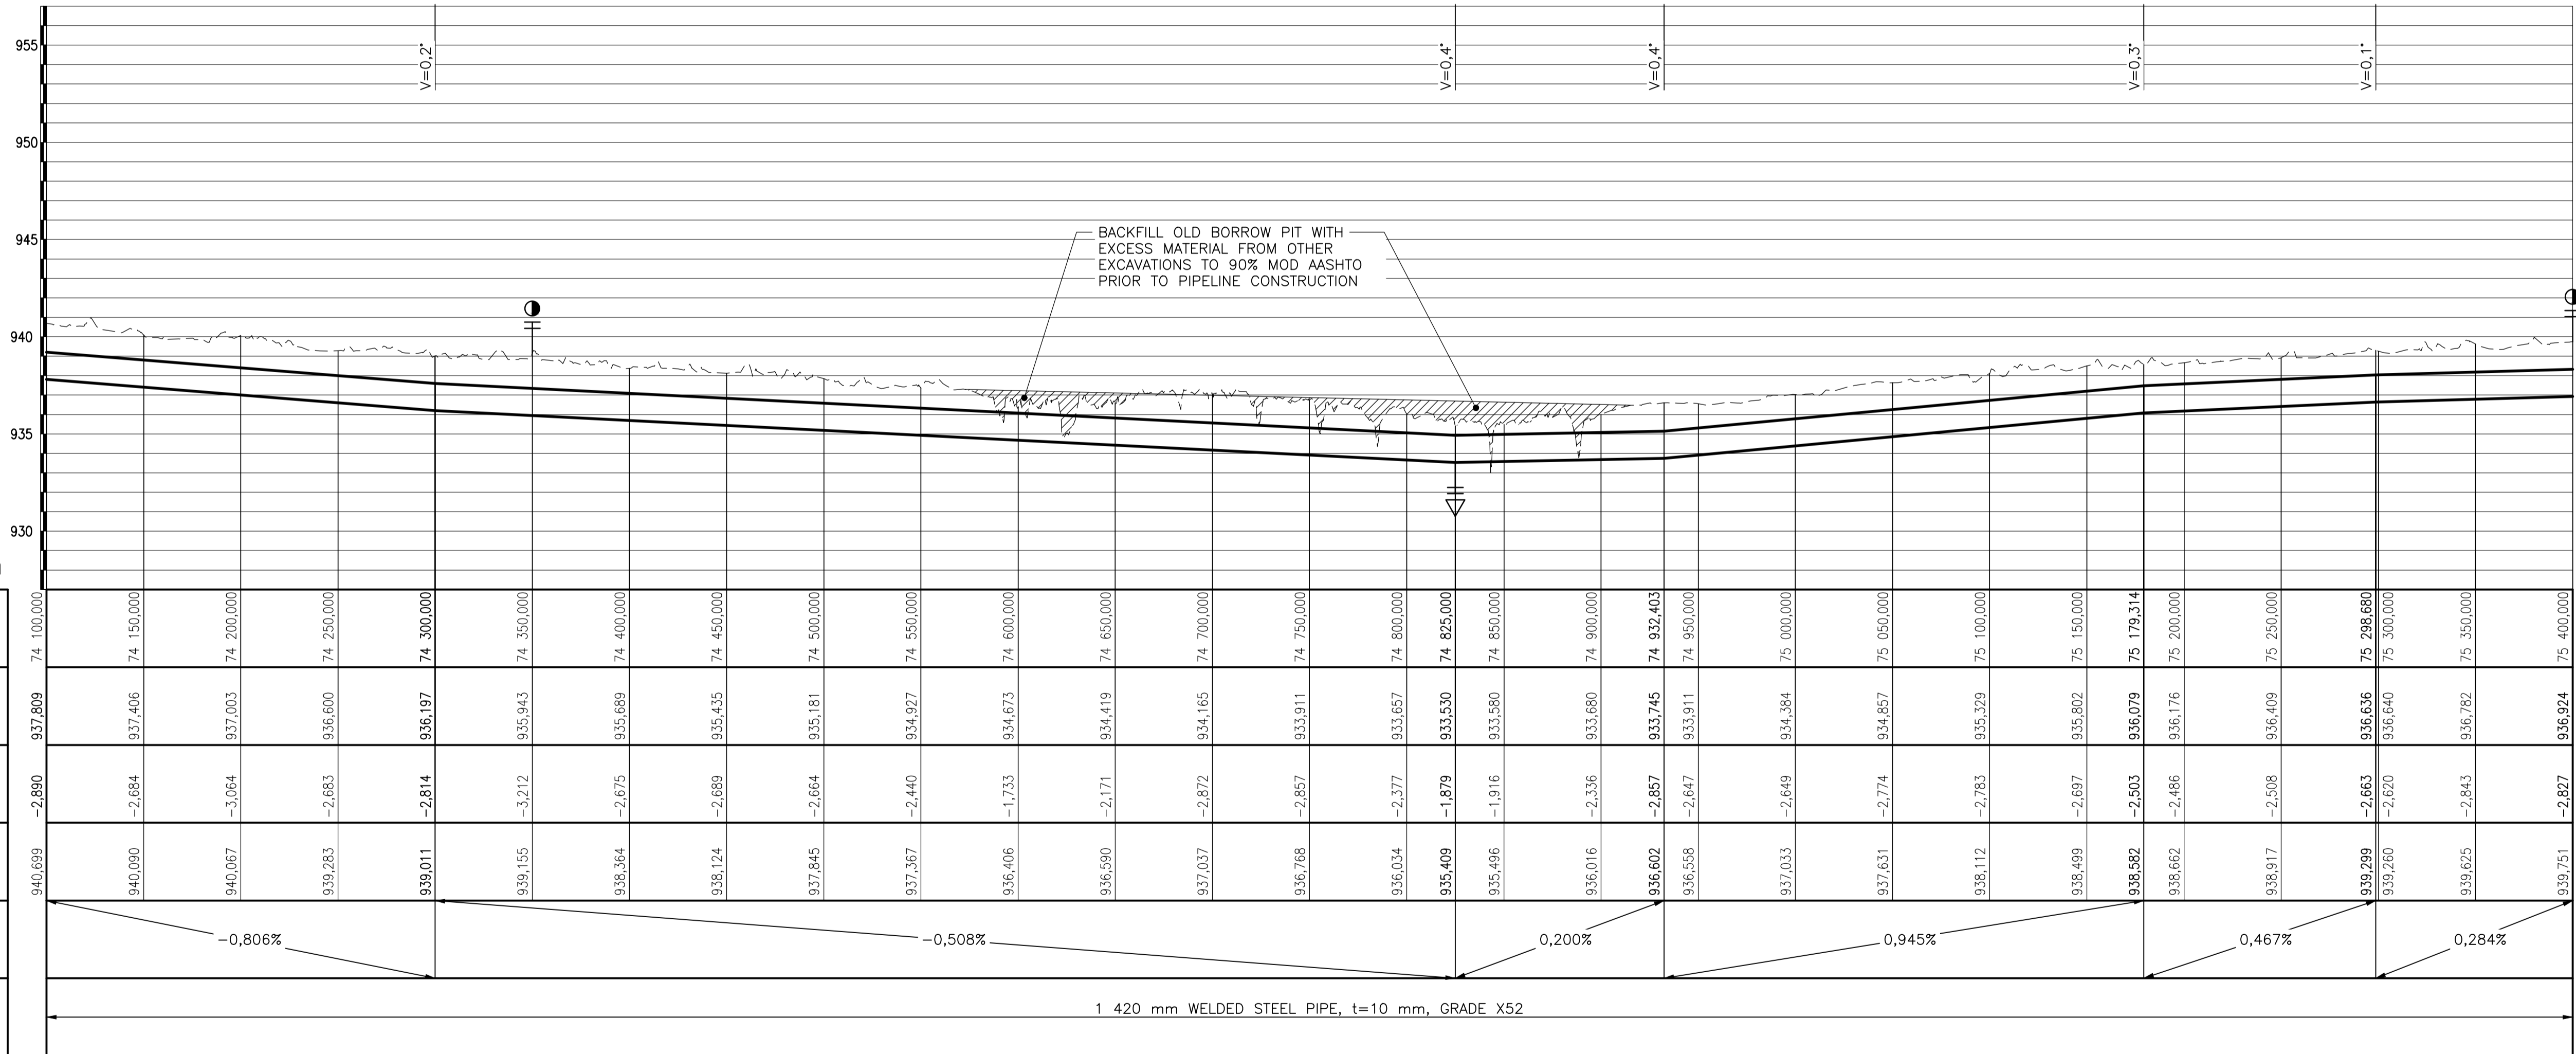 V=0,2°
V=0,4°
V=0,4°
V=0,3°
V=0,1°
955
950
945
940
935
930
BACKFILL OLD BORROW PIT WITH
EXCESS MATERIAL FROM OTHER
EXCAVATIONS TO 90% MOD AASHTO
PRIOR TO PIPELINE CONSTRUCTION
74 100,000 74 150,000 74 200,000 74 250,000 74 300,000 74 350,000 74 400,000 74 450,000 74 500,000 74 550,000 74 600,000 74 650,000 74 700,000 74 750,000 74 800,000 74 825,000 74 850,000 74 900,000 74 932,403 74 950,000 75 000,000 75 050,000 75 100,000 75 150,000 75 179,314 75 200,000 75 250,000 75 298,680 75 300,000 75 350,000 75 400,000
937,809 937,406 937,003 936,600 936,197 935,943 935,689 935,435 935,181 934,927 934,673 934,419 934,165 933,911 933,657 933,530 933,580 933,680 933,745 933,911 934,384 934,857 935,329 935,802 936,079 936,176 936,409 936,636 936,640 936,782 936,924
-2,890 -2,684 -3,064 -2,683 -2,814 -3,212 -2,675 -2,689 -2,664 -2,440 -1,733 -2,171 -2,872 -2,857 -2,377 -1,879 -1,916 -2,336 -2,857 -2,647 -2,649 -2,774 -2,783 -2,697 -2,503 -2,486 -2,508 -2,663 -2,620 -2,843 -2,827
940,699 940,090 940,067 939,283 939,011 939,155 938,364 938,124 937,845 937,367 936,406 936,590 937,037 936,768 936,034 935,409 935,496 936,016 936,602 936,558 937,033 937,631 938,112 938,499 938,582 938,662 938,917 939,299 939,260 939,625 939,751
-0,806% -0,508% 0,200% 0,945% 0,467% 0,284%
1 420 mm WELDED STEEL PIPE, t=10 mm, GRADE X52